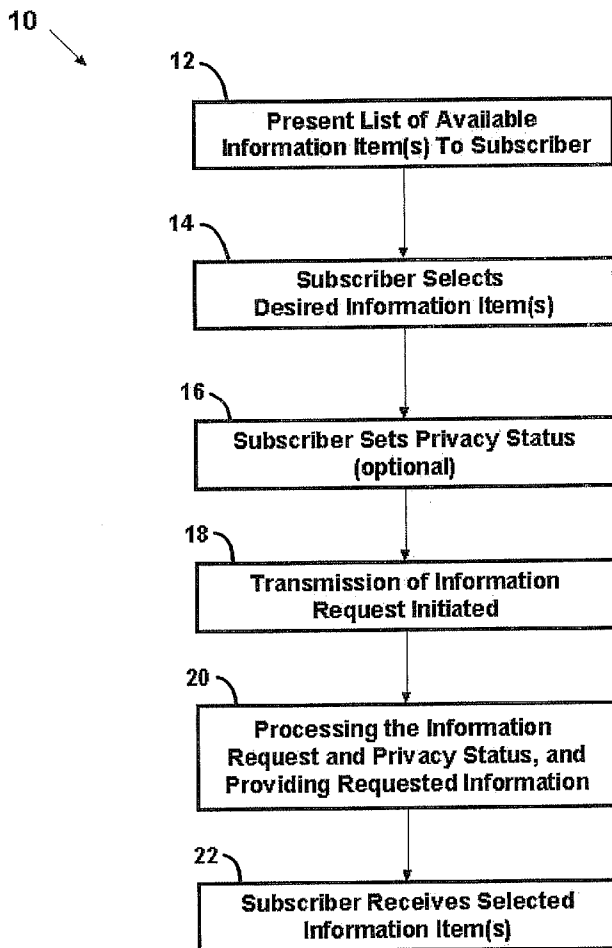 10
12
Present List of Available
Information Item(s) To Subscriber
14
Subscriber Selects
Desired Information Item(s)
16
Subscriber Sets Privacy Status
(optional)
18
Transmission of Information
Request Initiated
20
Processing the Information
Request and Privacy Status, and
Providing Requested Information
22
Subscriber Receives Selected
Information Item(s)